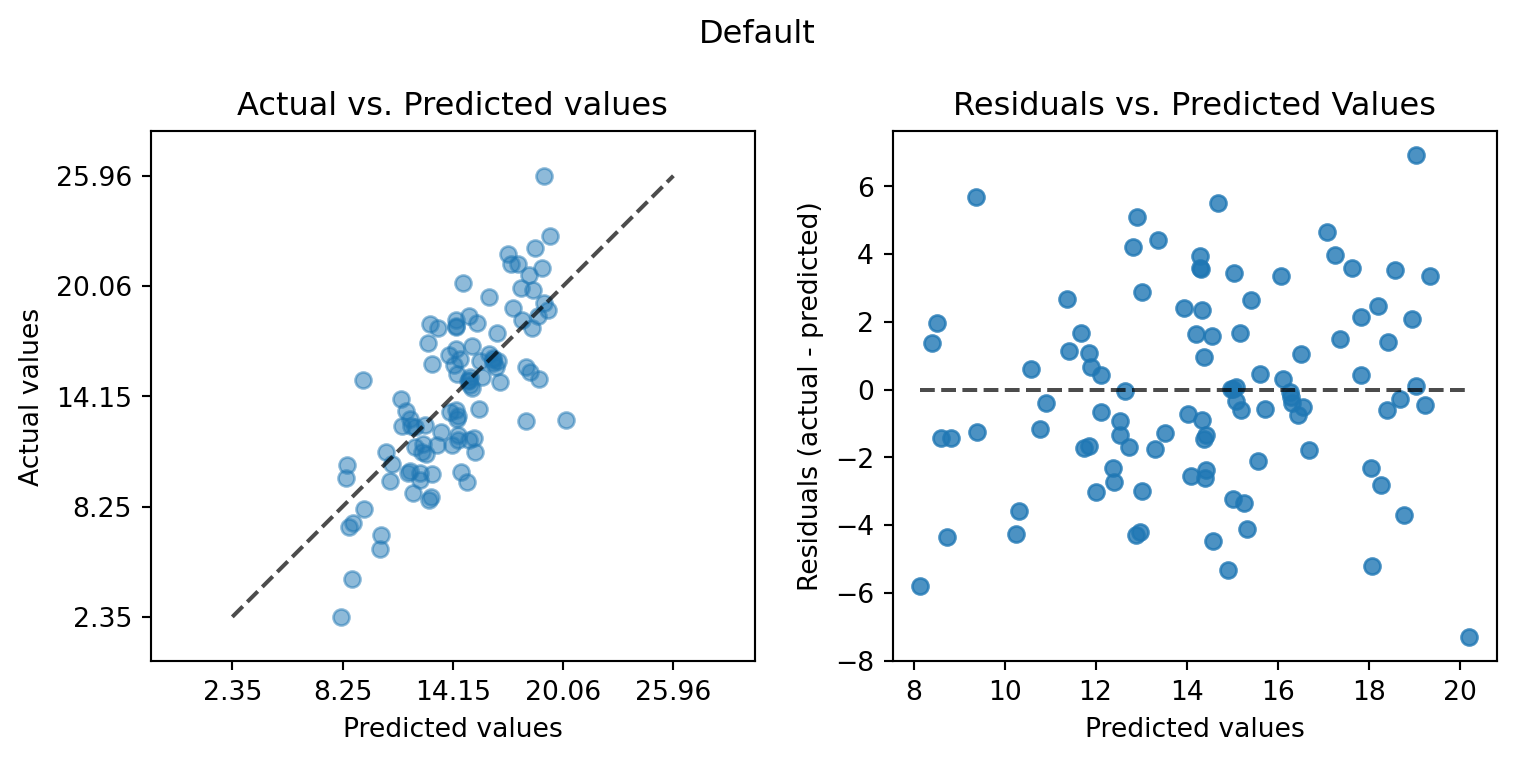 Default
Actual vs. Predicted values
Actual values
25.96
20.06
14.15
8.25
2.35
2.35 8.25 14.15 20.06 25.96
Predicted values
Residuals vs. Predicted Values
Residuals (actual - predicted)
6
4
2
0
−2
−4
−6
−8
8 10 12 14 16 18 20
Predicted values